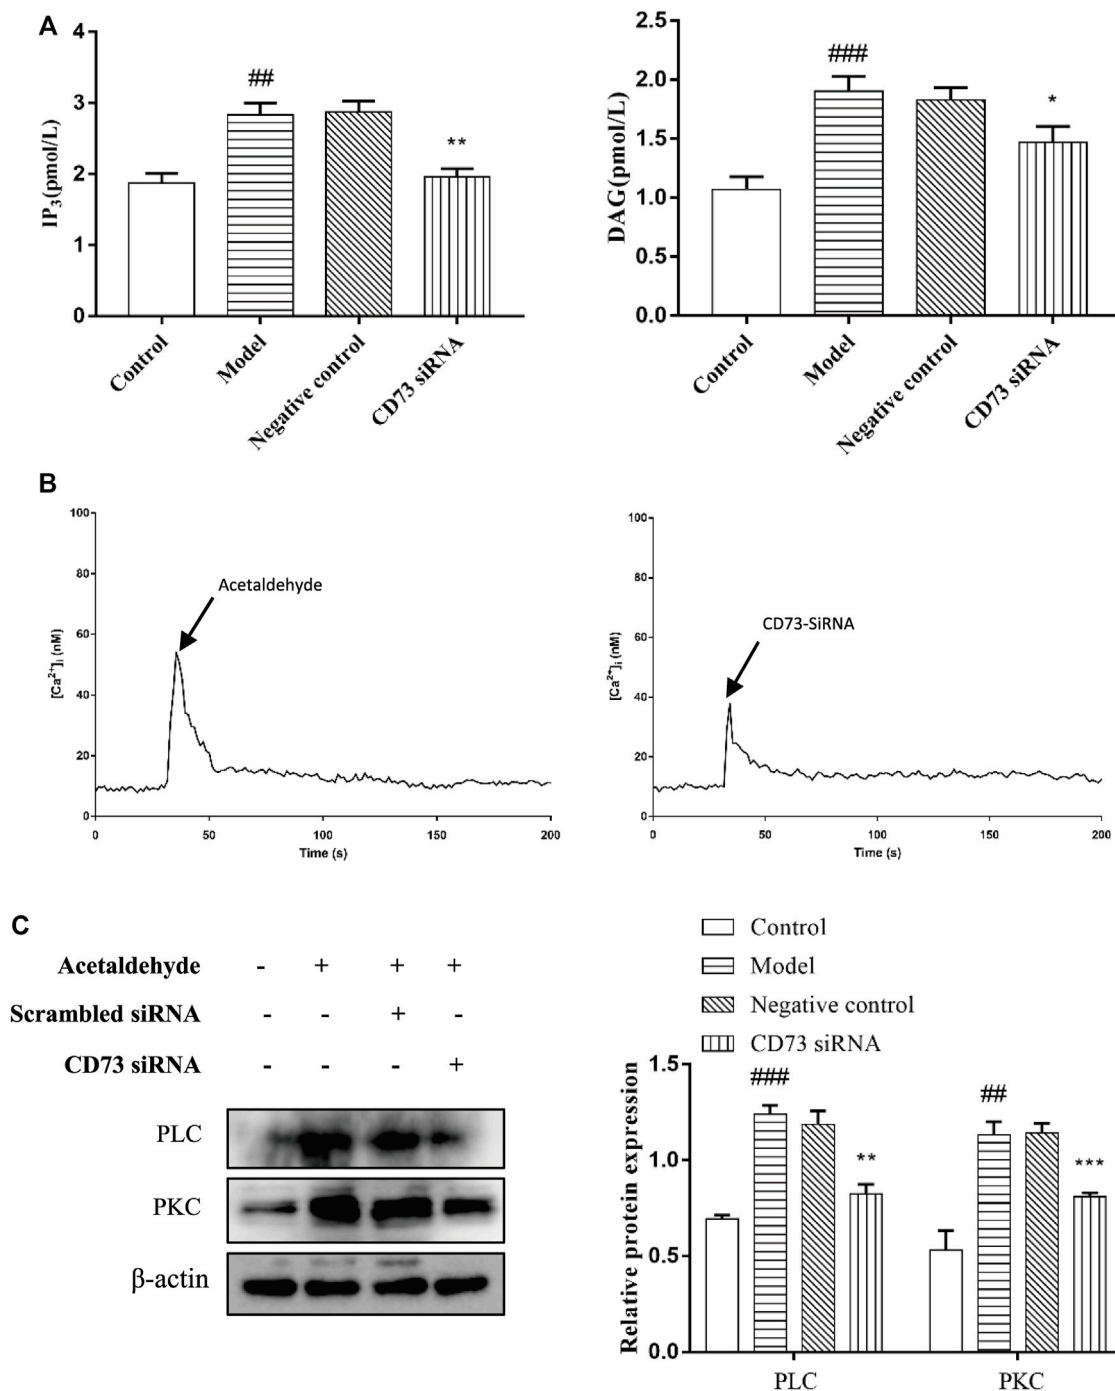 A
4
3
2
1
0
IP3(pmol/L)
##
**
Control
Model
Negative control
CD73 siRNA
2.5
2.0
1.5
1.0
0.5
0.0
DAG(pmol/L)
###
*
Control
Model
Negative control
CD73 siRNA
B
100
80
60
40
20
0
[Ca2+]i (nM)
Acetaldehyde
0 50 100 150 200
Time (s)
100
80
60
40
20
0
[Ca2+]i (nM)
CD73-SiRNA
0 50 100 150 200
Time (s)
C
Acetaldehyde - + + +
Scrambled siRNA - - + -
CD73 siRNA - - - +
PLC
PKC
β-actin
Control
Model
Negative control
CD73 siRNA
1.5
1.0
0.5
0.0
Relative protein expression
###
**
##
***
PLC PKC